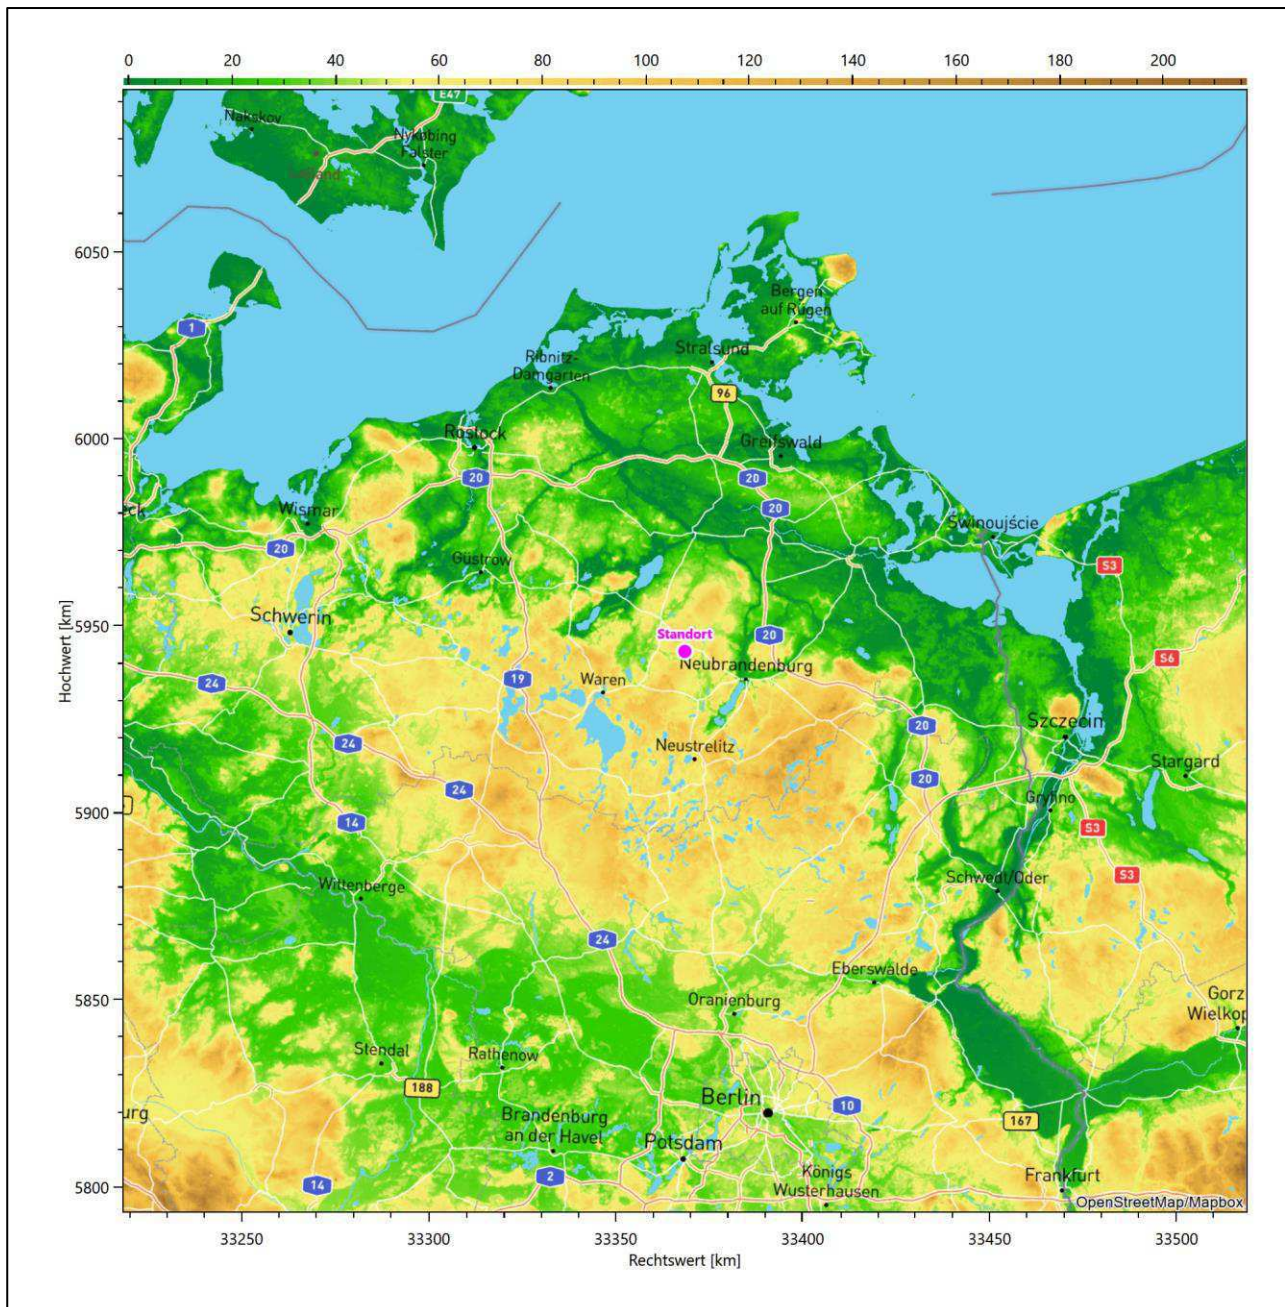 0 20 40 60 80 100 120 140 160 180 200
E47
Nakskov
Nykøbing
Falster
6050
Bergen
auf Rügen
1
Stralsund
Ribnitz-
Damgarten
96
6000
Rostock
Greifswald
20
20
20
Wismar
Świnoujście
20
Güstrow
S3
Schwerin
5950
Standort
20
Neubrandenburg
S6
24
19
Waren
24
Neustrelitz
20
Szczecin
Stargard
20
24
Gryfino
5900
14
S3
Wittenberge
Schwedt/Oder
S3
24
Eberswalde
5850
Oranienburg
Gorz
Wielkop
Stendal
Rathenow
188
Berlin
10
urg
Brandenburg
an der Havel
167
Potsdam
2
Königs
Wusterhausen
Frankfurt
14
5800
OpenStreetMap/Mapbox
Hochwert [km]
33250 33300 33350 33400 33450 33500
Rechtswert [km]